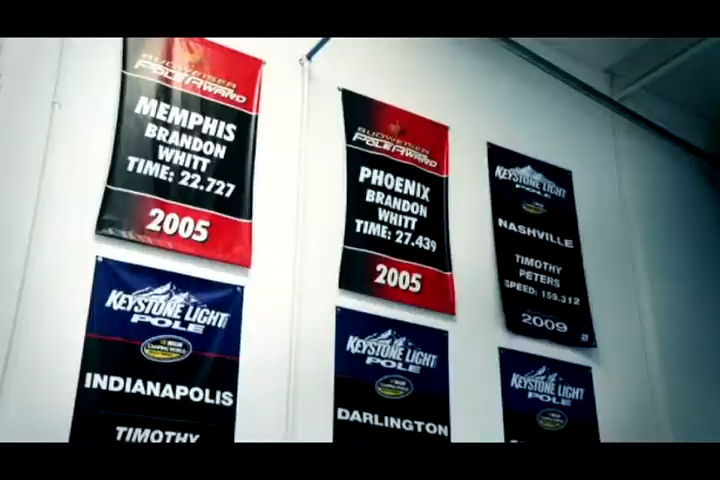 BUDWEISER
POLE AWARD
MEMPHIS
BRANDON
WHITT
TIME: 22.727
2005
BUDWEISER
POLE AWARD
PHOENIX
BRANDON
WHITT
TIME: 27.439
2005
KEYSTONE LIGHT
POLE
NASHVILLE
TIMOTHY
PETERS
SPEED: 159.312
2009
KEYSTONE LIGHT
POLE
INDIANAPOLIS
TIMOTHY
KEYSTONE LIGHT
POLE
DARLINGTON
KEYSTONE LIGHT
POLE